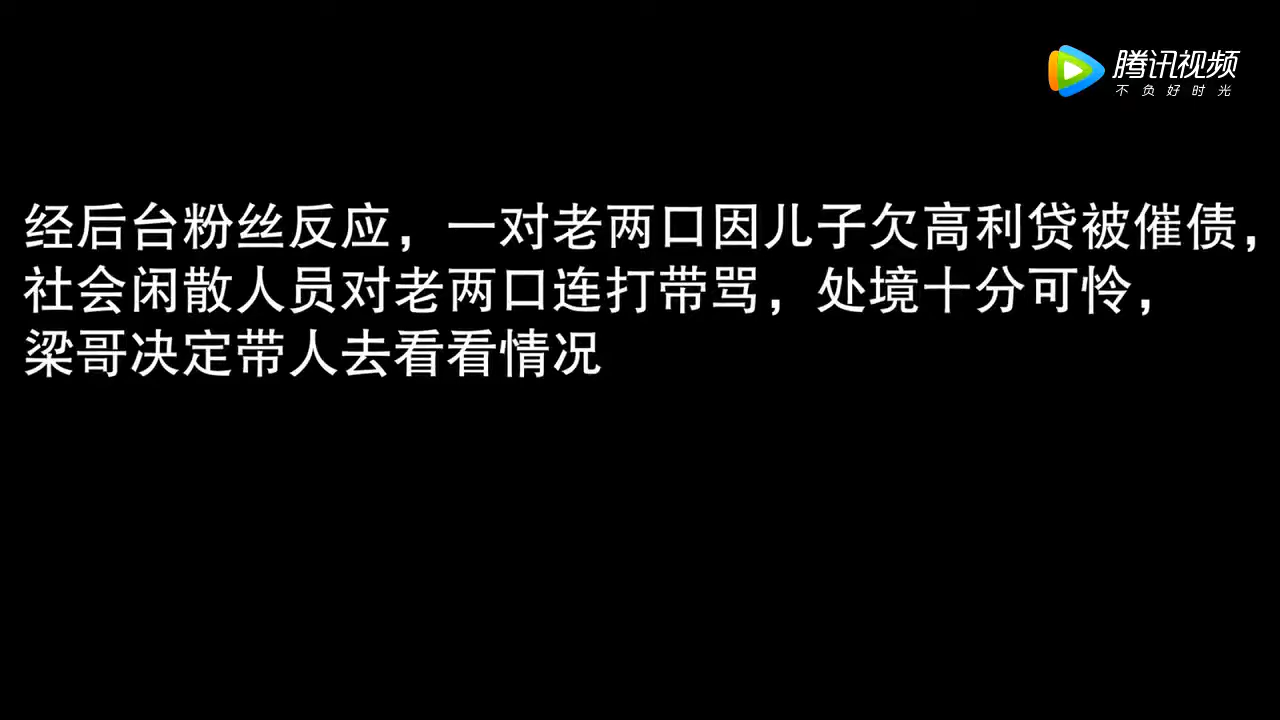 腾讯视频
不负好时光
经后台粉丝反应，一对老两口因儿子欠高利贷被催债，
社会闲散人员对老两口连打带骂，处境十分可怜，
梁哥决定带人去看看情况